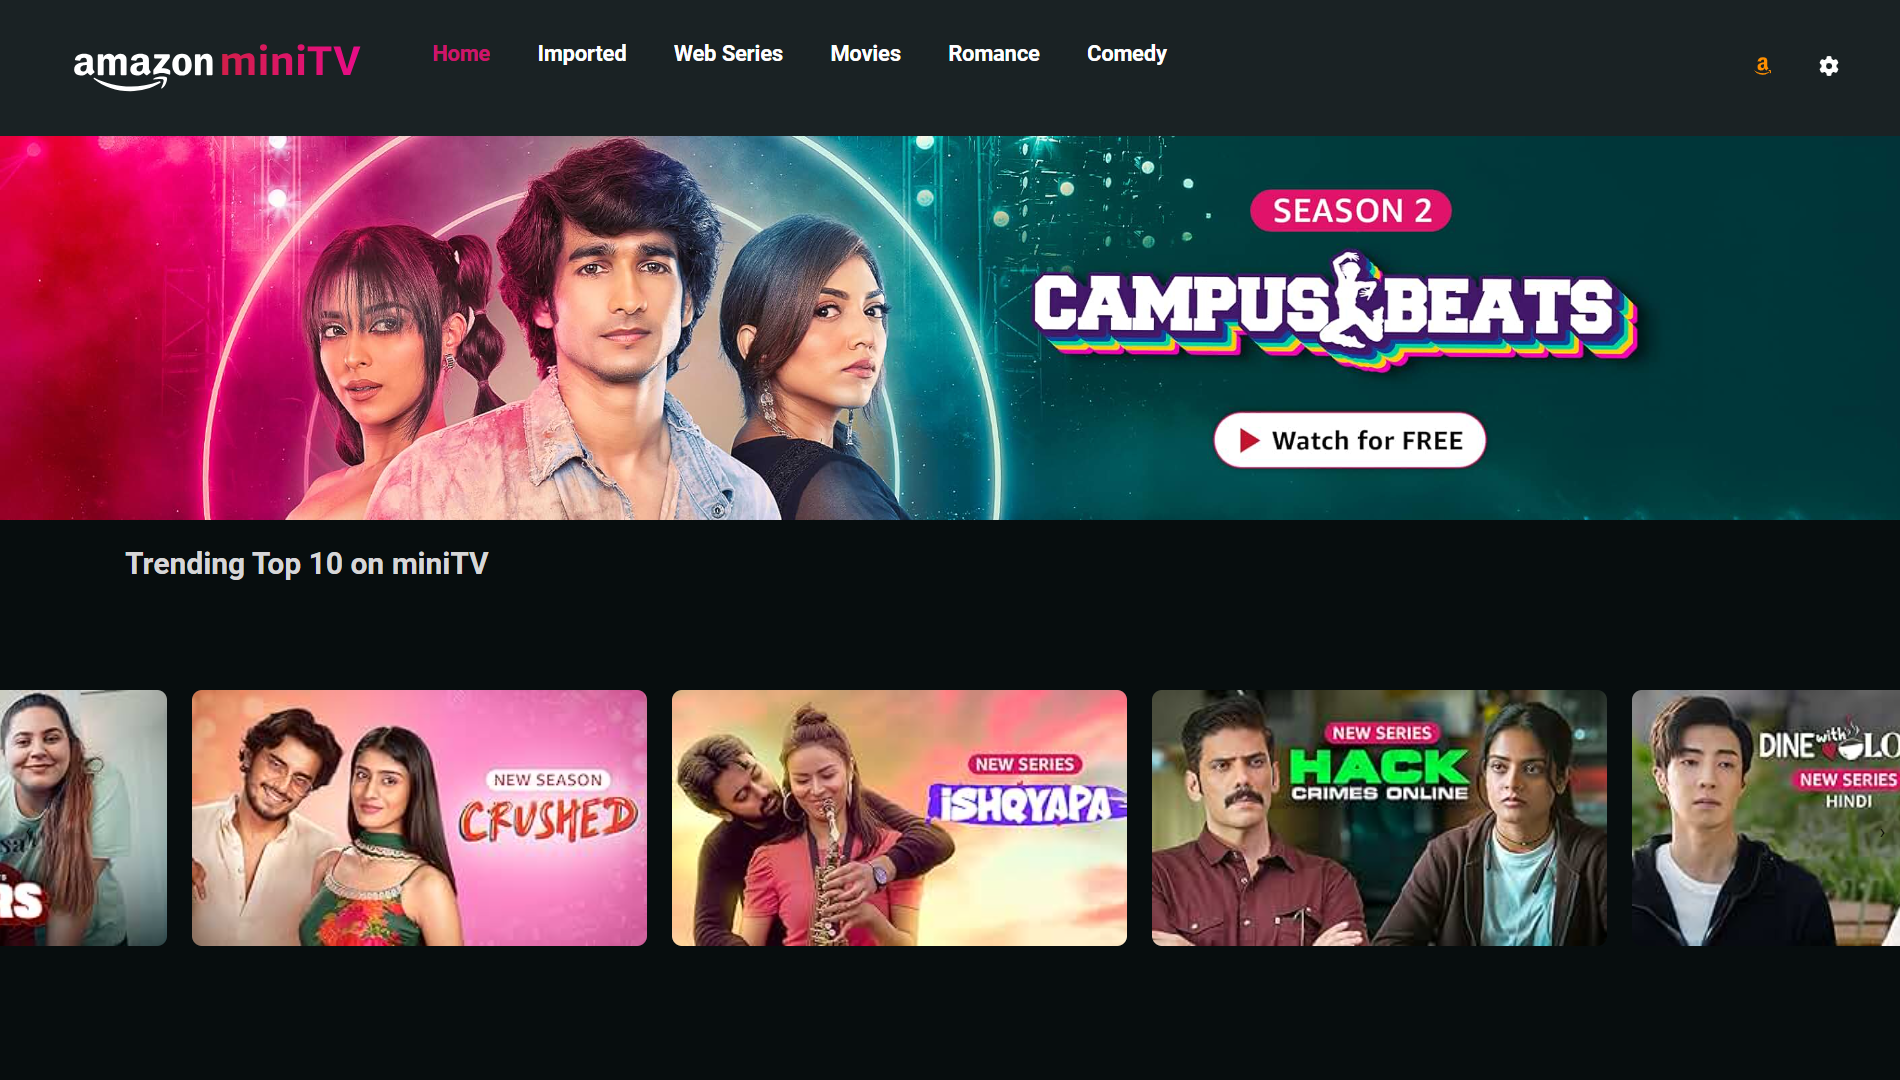 amazon miniTV
Home Imported Web Series Movies Romance Comedy
SEASON 2
CAMPUS BEATS
Watch for FREE
Trending Top 10 on miniTV
RS
NEW SEASON
CRUSHED
NEW SERIES
iSHQYAPA
NEW SERIES
HACK
CRIMES ONLINE
DINE with LO
NEW SERIES
HINDI